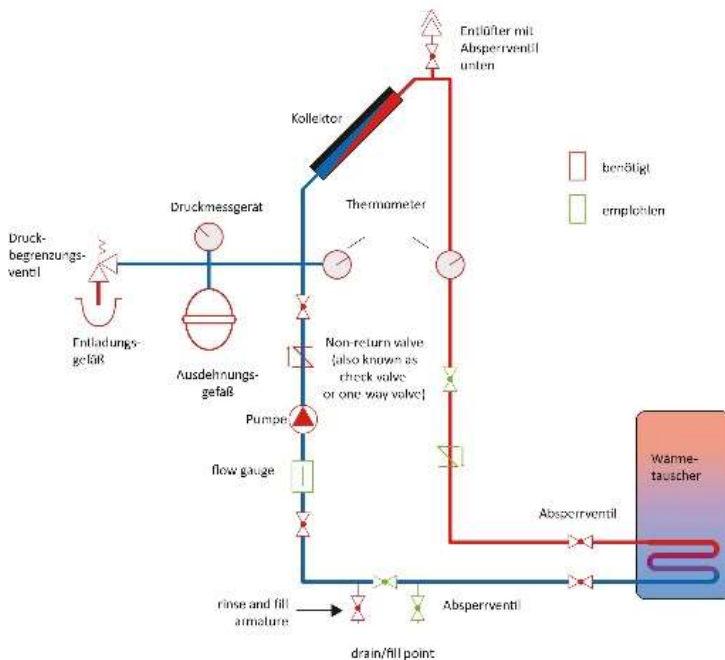 Entlüfter mit
Absperrventil
unten
Kollektor
benötigt
empfohlen
Druckmessgerät
Thermometer
Druck-
begrenzungs-
ventil
Entladungs-
gefäß
Ausdehnungs-
gefäß
Non-return valve
(also known as
check valve
or one-way valve)
Pumpe
flow gauge
Wärme-
tauscher
Absperrventil
rinse and fill
armature
Absperrventil
drain/fill point